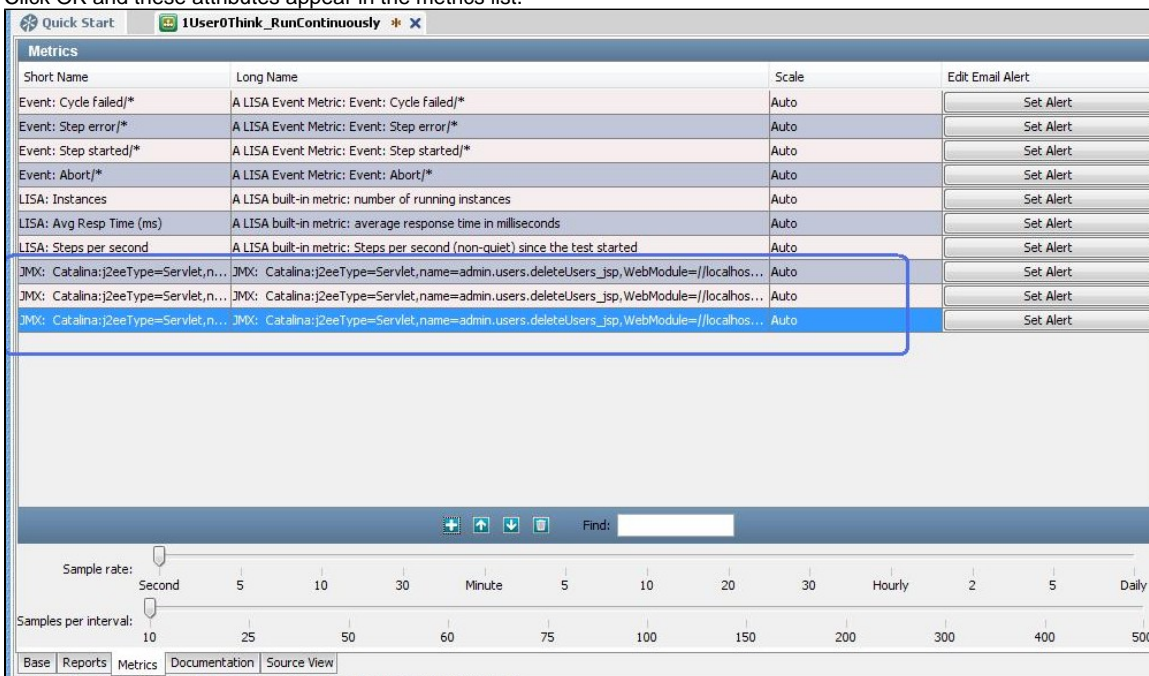 Click OK and these attributes appear in the metrics list.
Quick Start 1User0Think_RunContinuously * X
Metrics
Short Name Long Name Scale Edit Email Alert
Event: Cycle failed/* A LISA Event Metric: Event: Cycle failed/* Auto Set Alert
Event: Step error/* A LISA Event Metric: Event: Step error/* Auto Set Alert
Event: Step started/* A LISA Event Metric: Event: Step started/* Auto Set Alert
Event: Abort/* A LISA Event Metric: Event: Abort/* Auto Set Alert
LISA: Instances A LISA built-in metric: number of running instances Auto Set Alert
LISA: Avg Resp Time (ms) A LISA built-in metric: average response time in milliseconds Auto Set Alert
LISA: Steps per second A LISA built-in metric: Steps per second (non-quiet) since the test started Auto Set Alert
JMX: Catalina:j2eeType=Servlet,n... JMX: Catalina:j2eeType=Servlet,name=admin.users.deleteUsers_jsp,WebModule=//localhos... Auto Set Alert
JMX: Catalina:j2eeType=Servlet,n... JMX: Catalina:j2eeType=Servlet,name=admin.users.deleteUsers_jsp,WebModule=//localhos... Auto Set Alert
JMX: Catalina:j2eeType=Servlet,n... JMX: Catalina:j2eeType=Servlet,name=admin.users.deleteUsers_jsp,WebModule=//localhos... Auto Set Alert
Find:
Sample rate:
Second 5 10 30 Minute 5 10 20 30 Hourly 2 5 Daily
Samples per interval:
10 25 50 60 75 100 150 200 300 400 500
Base Reports Metrics Documentation Source View